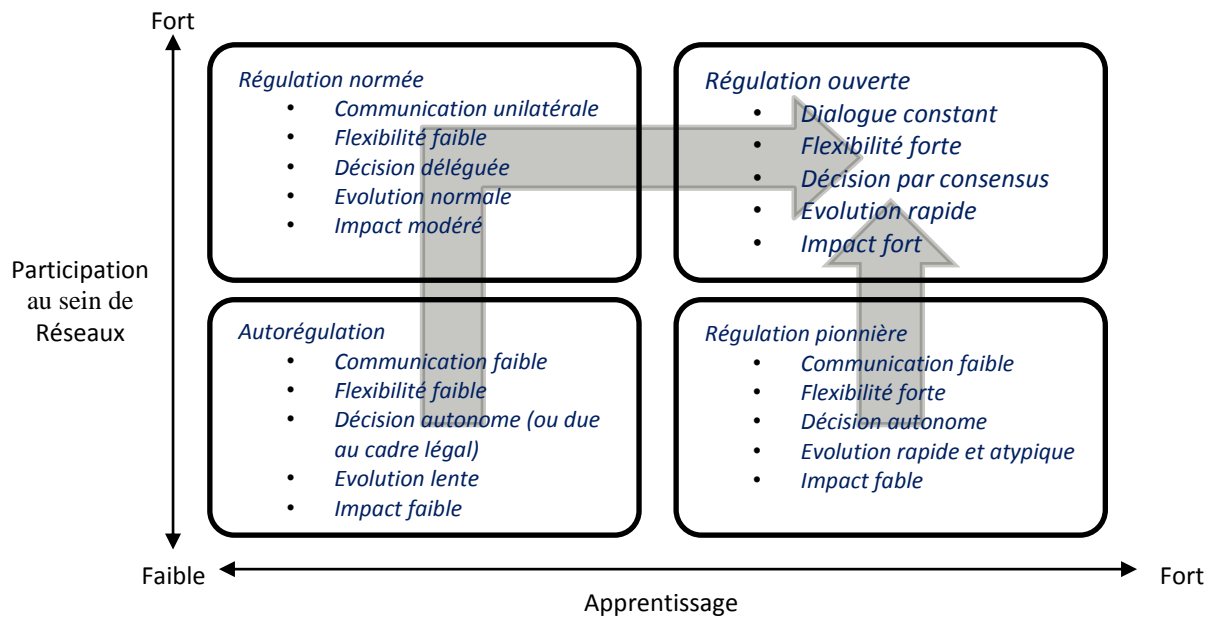 Fort
Régulation normée
• Communication unilatérale
• Flexibilité faible
• Décision déléguée
• Evolution normale
• Impact modéré
Régulation ouverte
• Dialogue constant
• Flexibilité forte
• Décision par consensus
• Evolution rapide
• Impact fort
Participation
au sein de
Réseaux
Autorégulation
• Communication faible
• Flexibilité faible
• Décision autonome (ou due
au cadre légal)
• Evolution lente
• Impact faible
Régulation pionnière
• Communication faible
• Flexibilité forte
• Décision autonome
• Evolution rapide et atypique
• Impact fable
Faible
Fort
Apprentissage